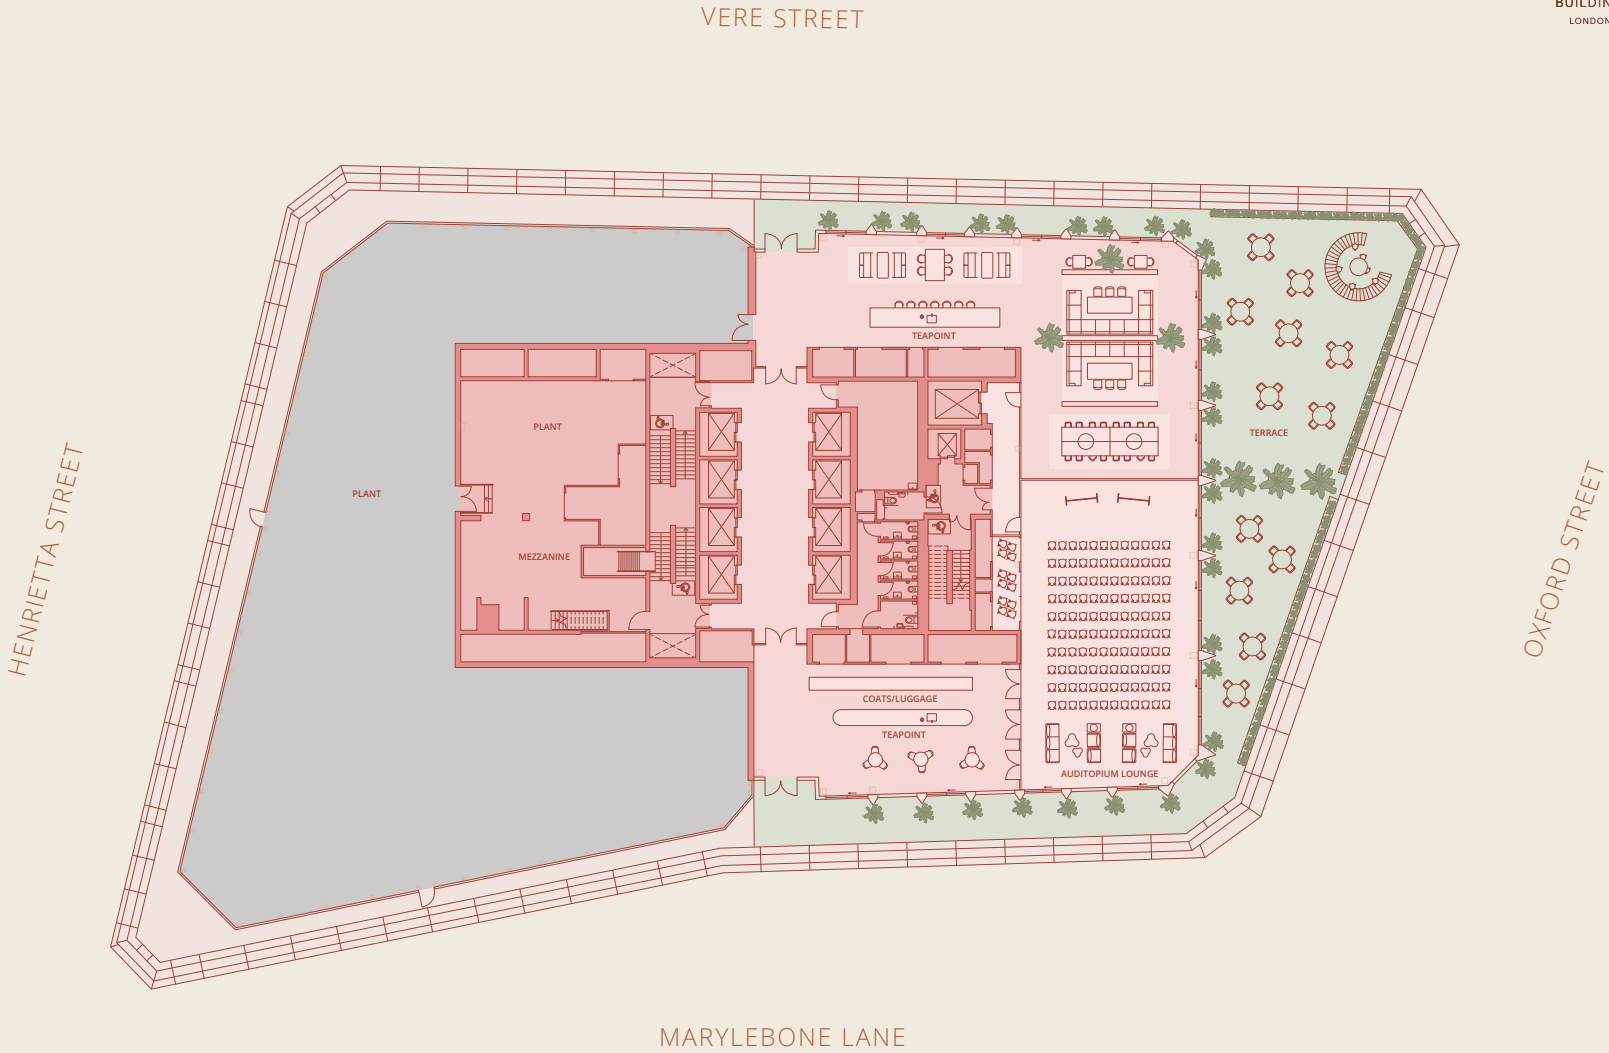 VERE STREET
BUILDIN
LONDON
TEAPOINT
PLANT
TERRACE
PLANT
HENRIETTA STREET
OXFORD STREET
MEZZANINE
COATS/LUGGAGE
TEAPOINT
AUDITOPIUM LOUNGE
MARYLEBONE LANE